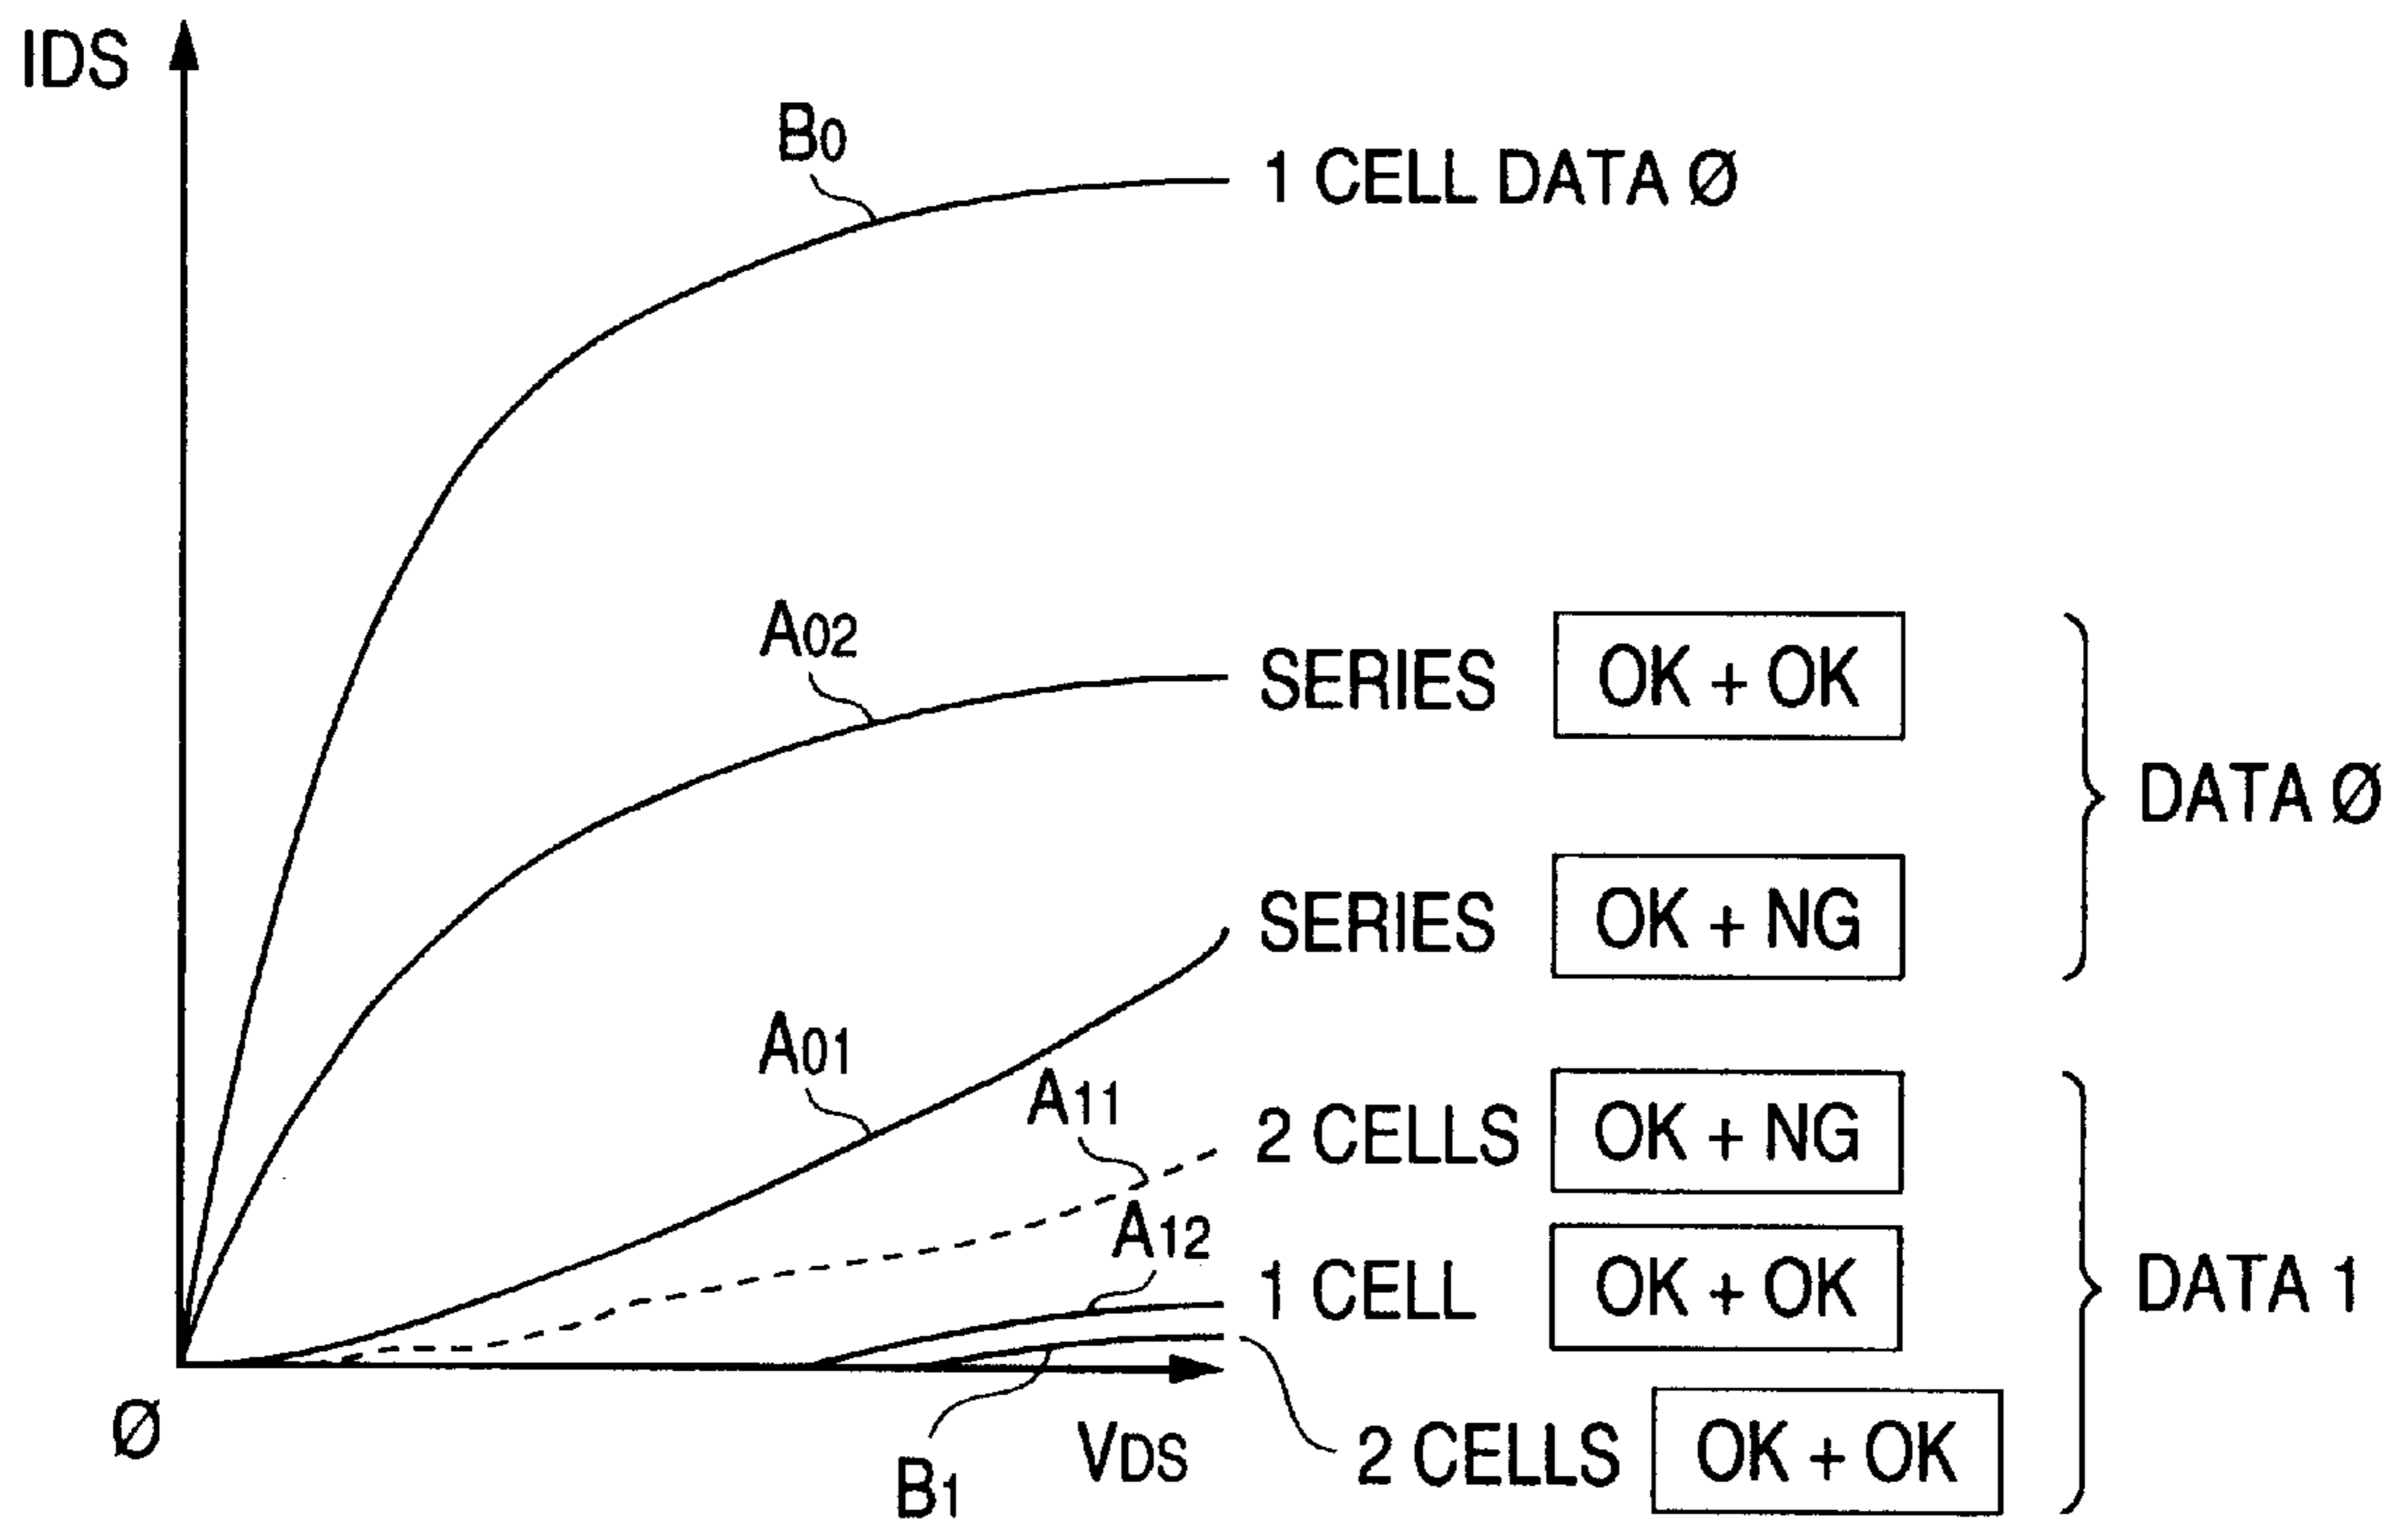 IDS
B0
1 CELL DATA Ø
A02
SERIES OK + OK
DATA Ø
SERIES OK + NG
A01
A11
2 CELLS OK + NG
A12
1 CELL OK + OK
DATA 1
Ø
VDS
2 CELLS OK + OK
B1